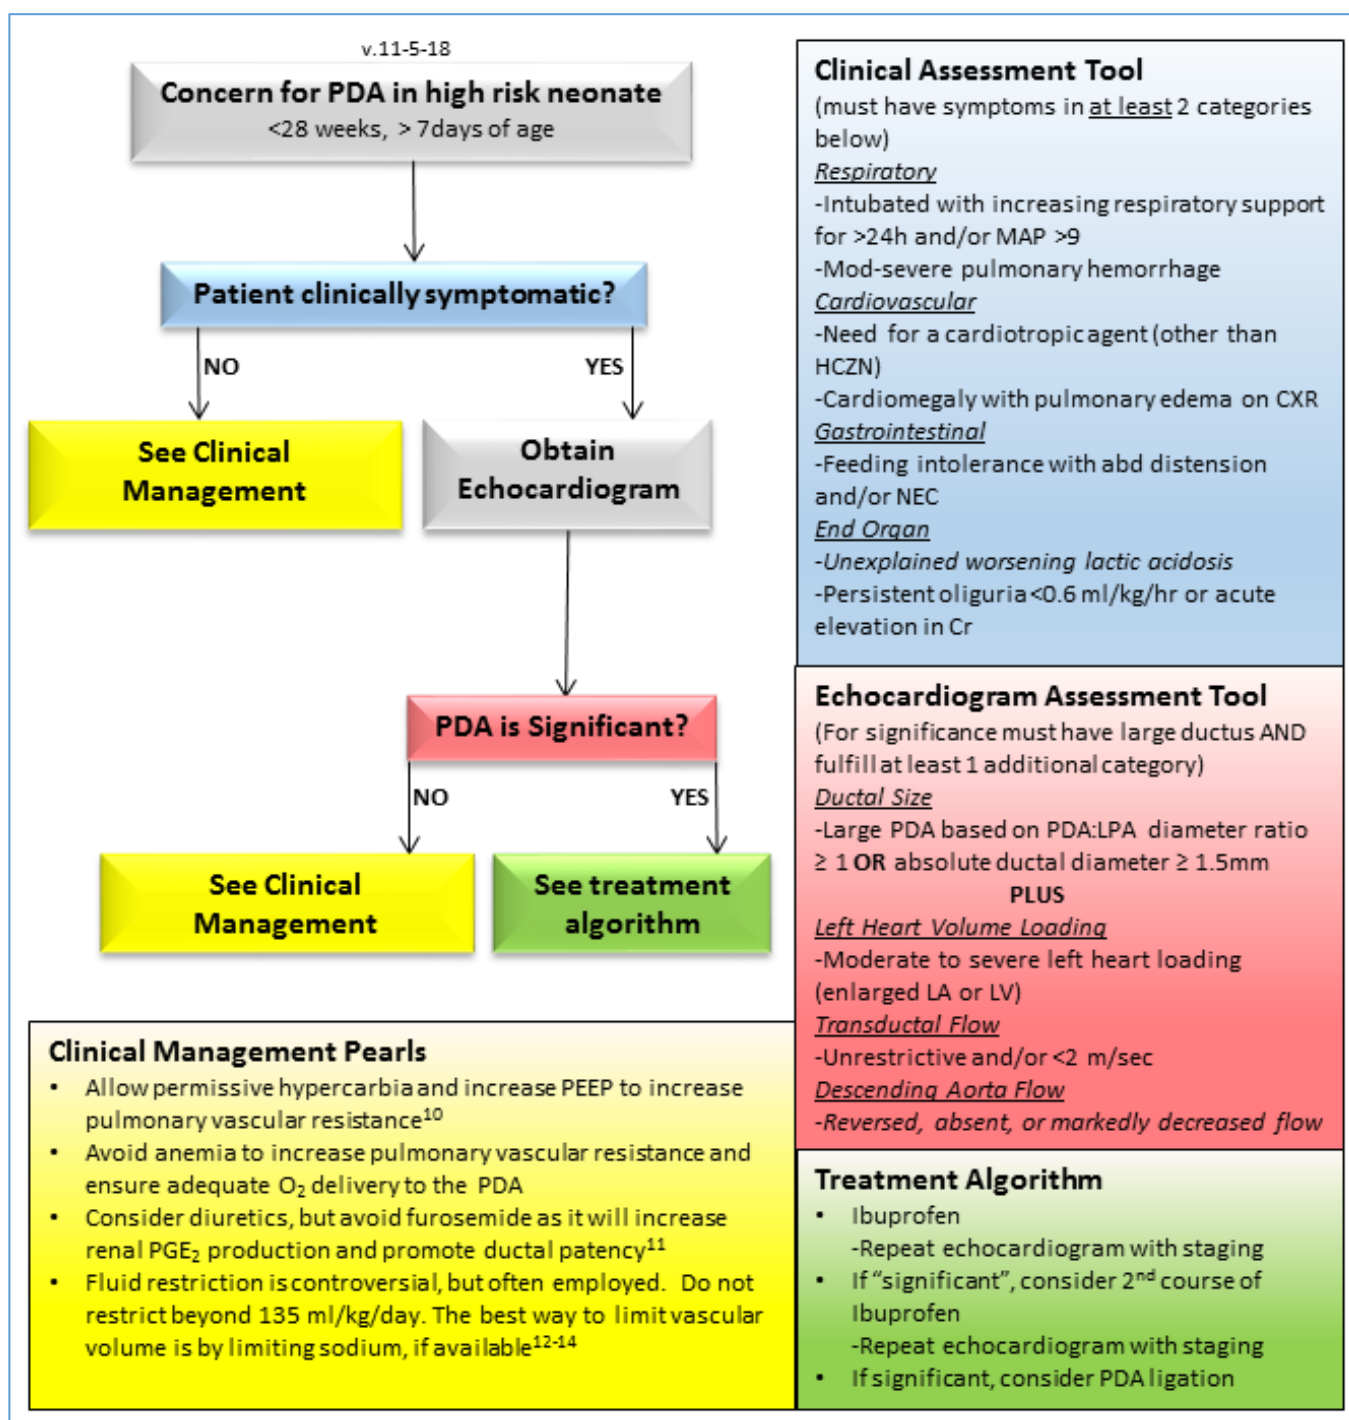 v.11-5-18
Concern for PDA in high risk neonate
<28 weeks, > 7days of age
Patient clinically symptomatic?
NO
YES
See Clinical
Management
Obtain
Echocardiogram
PDA is Significant?
NO
YES
See Clinical
Management
See treatment
algorithm
Clinical Assessment Tool
(must have symptoms in at least 2 categories
below)
Respiratory
-Intubated with increasing respiratory support
for >24h and/or MAP >9
-Mod-severe pulmonary hemorrhage
Cardiovascular
-Need for a cardiotropic agent (other than
HCZN)
-Cardiomegaly with pulmonary edema on CXR
Gastrointestinal
-Feeding intolerance with abd distension
and/or NEC
End Organ
-Unexplained worsening lactic acidosis
-Persistent oliguria <0.6 ml/kg/hr or acute
elevation in Cr
Echocardiogram Assessment Tool
(For significance must have large ductus AND
fulfill at least 1 additional category)
Ductal Size
-Large PDA based on PDA:LPA diameter ratio
≥ 1 OR absolute ductal diameter ≥ 1.5mm
PLUS
Left Heart Volume Loading
-Moderate to severe left heart loading
(enlarged LA or LV)
Transductal Flow
-Unrestrictive and/or <2 m/sec
Descending Aorta Flow
-Reversed, absent, or markedly decreased flow
Clinical Management Pearls
• Allow permissive hypercarbia and increase PEEP to increase
pulmonary vascular resistance¹⁰
• Avoid anemia to increase pulmonary vascular resistance and
ensure adequate O₂ delivery to the PDA
• Consider diuretics, but avoid furosemide as it will increase
renal PGE₂ production and promote ductal patency¹¹
• Fluid restriction is controversial, but often employed. Do not
restrict beyond 135 ml/kg/day. The best way to limit vascular
volume is by limiting sodium, if available¹²⁻¹⁴
Treatment Algorithm
• Ibuprofen
-Repeat echocardiogram with staging
• If "significant", consider 2ⁿᵈ course of
Ibuprofen
-Repeat echocardiogram with staging
• If significant, consider PDA ligation